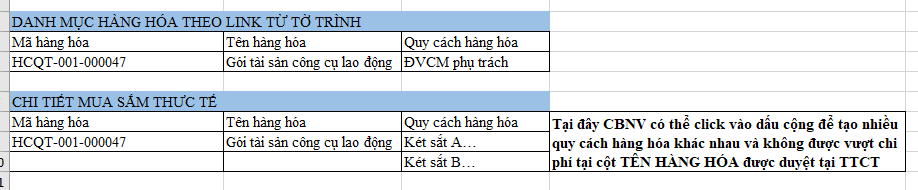 DANH MỤC HÀNG HÓA THEO LINK TỪ TỜ TRÌNH
Mã hàng hóa Tên hàng hóa Quy cách hàng hóa
HCQT-001-000047 Gói tài sản công cụ lao động ĐVCM phụ trách
CHI TIẾT MUA SẮM THƯC TẾ
Mã hàng hóa Tên hàng hóa Quy cách hàng hóa
HCQT-001-000047 Gói tài sản công cụ lao động Két sắt A…
Két sắt B…
Tại đây CBNV có thể click vào dấu cộng để tạo nhiều
quy cách hàng hóa khác nhau và không được vượt chi
phí tại cột TÊN HÀNG HÓA được duyệt tại TTCT